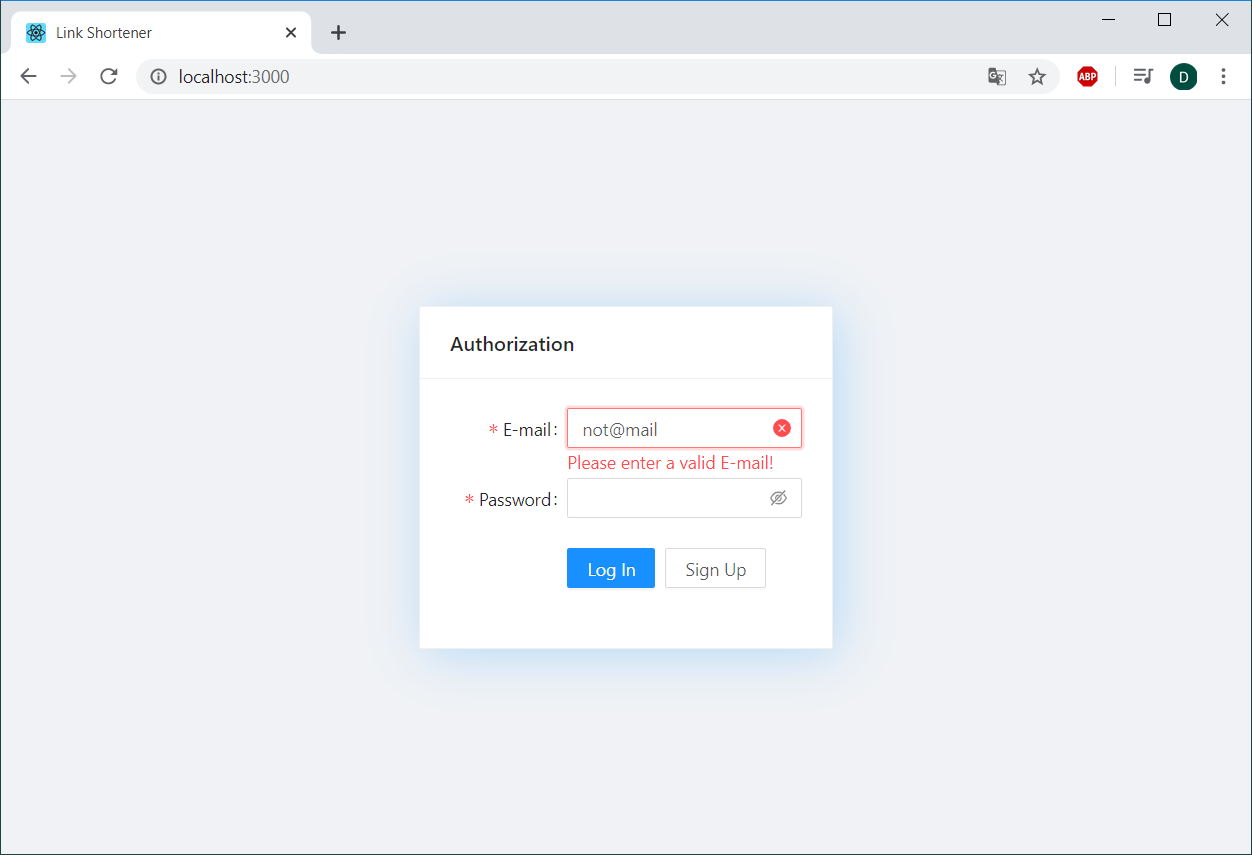 Link Shortener
localhost:3000
ABP
D
Authorization
* E-mail: not@mail
Please enter a valid E-mail!
* Password:
Log In Sign Up